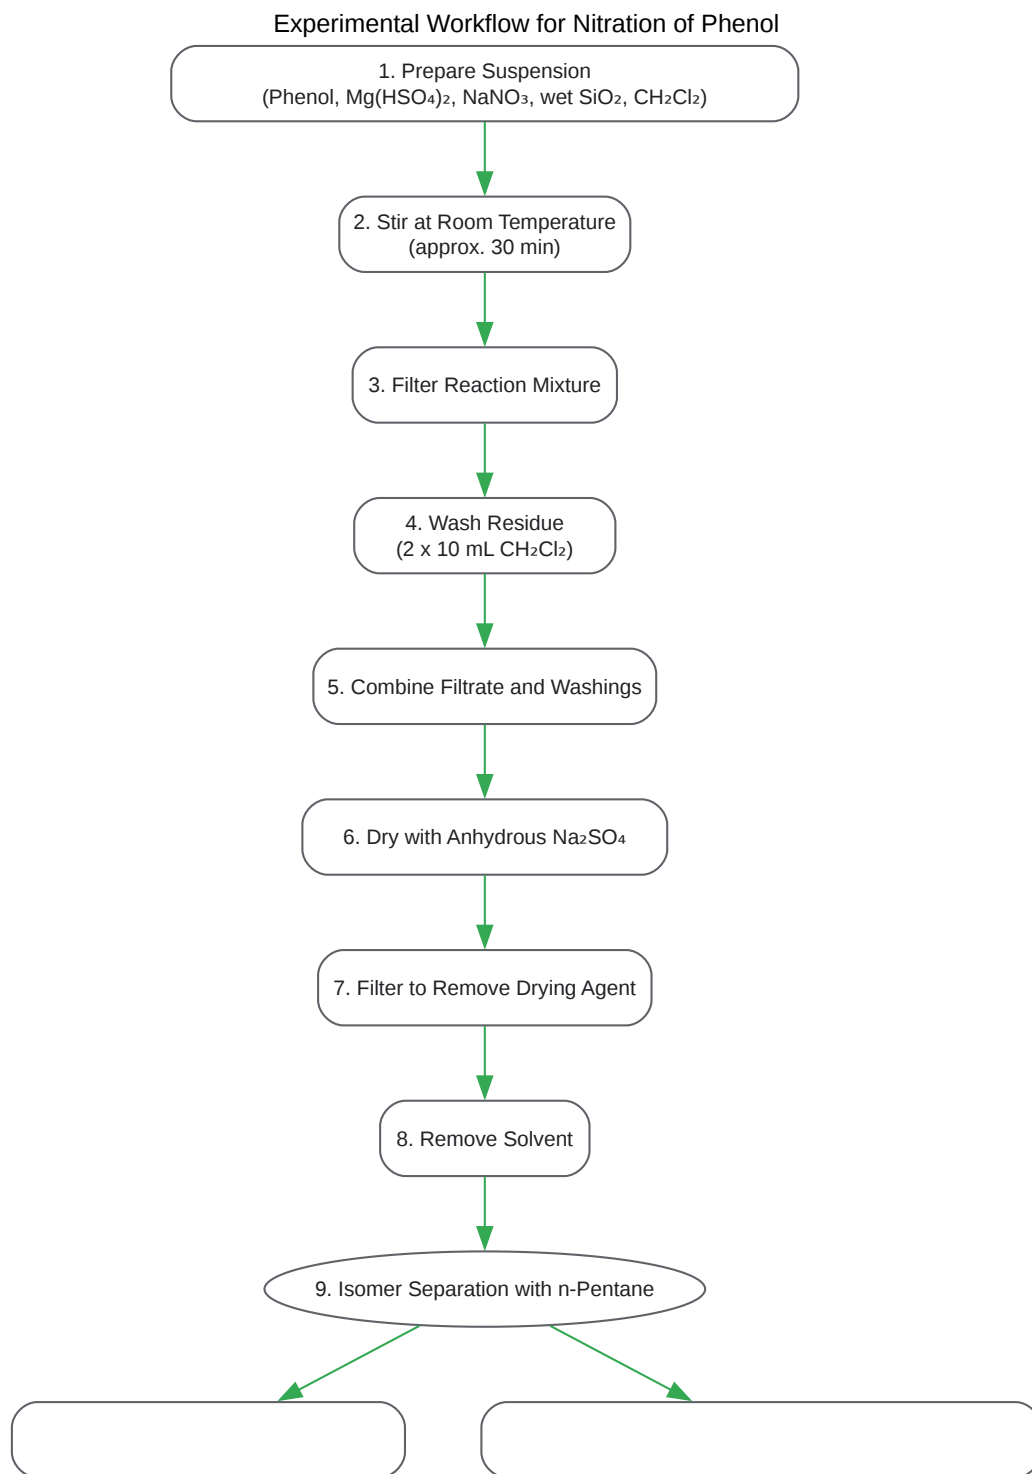 Experimental Workflow for Nitration of Phenol
1. Prepare Suspension
(Phenol, Mg(HSO₄)₂, NaNO₃, wet SiO₂, CH₂Cl₂)
2. Stir at Room Temperature
(approx. 30 min)
3. Filter Reaction Mixture
4. Wash Residue
(2 x 10 mL CH₂Cl₂)
5. Combine Filtrate and Washings
6. Dry with Anhydrous Na₂SO₄
7. Filter to Remove Drying Agent
8. Remove Solvent
9. Isomer Separation with n-Pentane